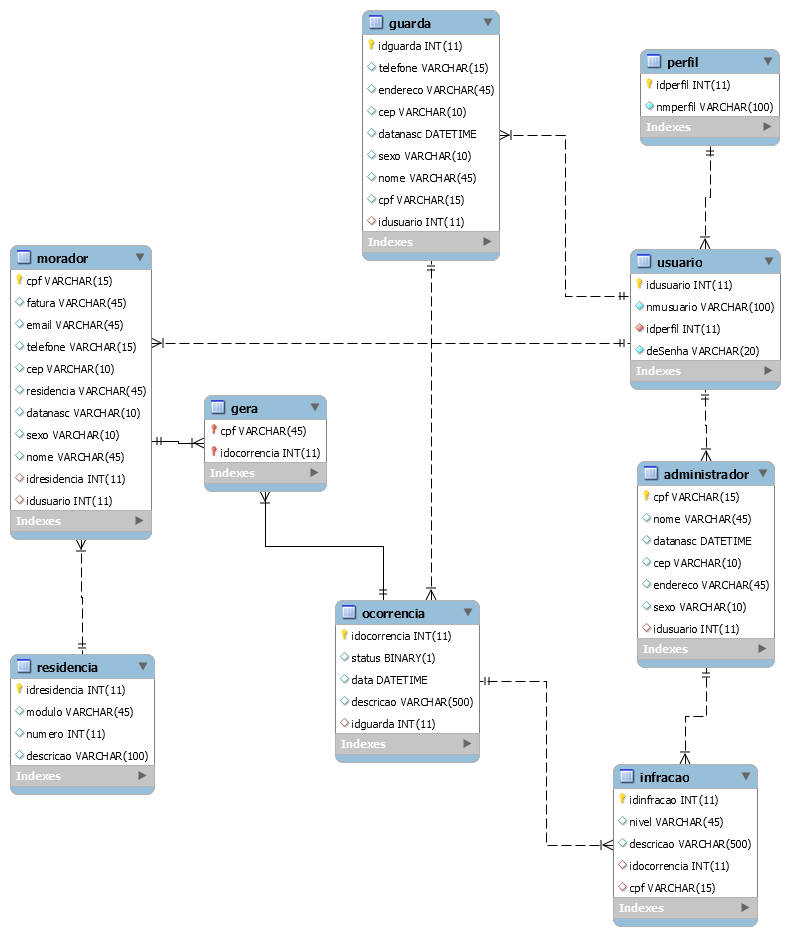 guarda
idguarda INT(11)
telefone VARCHAR(15)
endereco VARCHAR(45)
cep VARCHAR(10)
datanasc DATETIME
sexo VARCHAR(10)
nome VARCHAR(45)
cpf VARCHAR(15)
idusuario INT(11)
Indexes
perfil
idperfil INT(11)
nmperfil VARCHAR(100)
Indexes
morador
cpf VARCHAR(15)
fatura VARCHAR(45)
email VARCHAR(45)
telefone VARCHAR(15)
cep VARCHAR(10)
residencia VARCHAR(45)
datanasc VARCHAR(10)
sexo VARCHAR(10)
nome VARCHAR(45)
idresidencia INT(11)
idusuario INT(11)
Indexes
usuario
idusuario INT(11)
nmusuario VARCHAR(100)
idperfil INT(11)
deSenha VARCHAR(20)
Indexes
gera
cpf VARCHAR(45)
idocorrencia INT(11)
Indexes
administrador
cpf VARCHAR(15)
nome VARCHAR(45)
datanasc DATETIME
cep VARCHAR(10)
endereco VARCHAR(45)
sexo VARCHAR(10)
idusuario INT(11)
Indexes
ocorrencia
idocorrencia INT(11)
status BINARY(1)
data DATETIME
descricao VARCHAR(500)
idguarda INT(11)
Indexes
residencia
idresidencia INT(11)
modulo VARCHAR(45)
numero INT(11)
descricao VARCHAR(100)
Indexes
infracao
idinfracao INT(11)
nivel VARCHAR(45)
descricao VARCHAR(500)
idocorrencia INT(11)
cpf VARCHAR(15)
Indexes